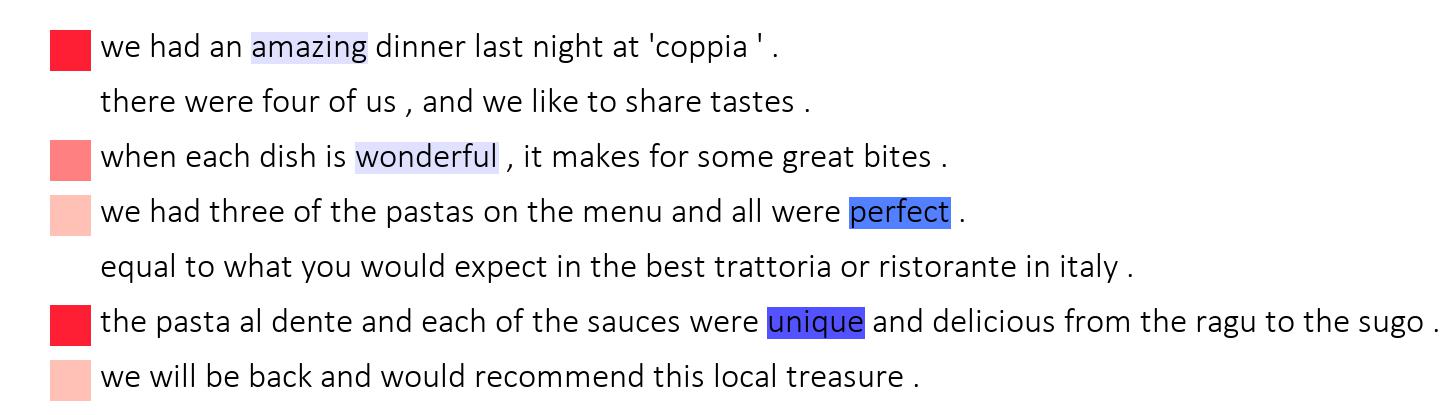 we had an amazing dinner last night at 'coppia ' .
there were four of us , and we like to share tastes .
when each dish is wonderful , it makes for some great bites .
we had three of the pastas on the menu and all were perfect .
equal to what you would expect in the best trattoria or ristorante in italy .
the pasta al dente and each of the sauces were unique and delicious from the ragu to the sugo .
we will be back and would recommend this local treasure .